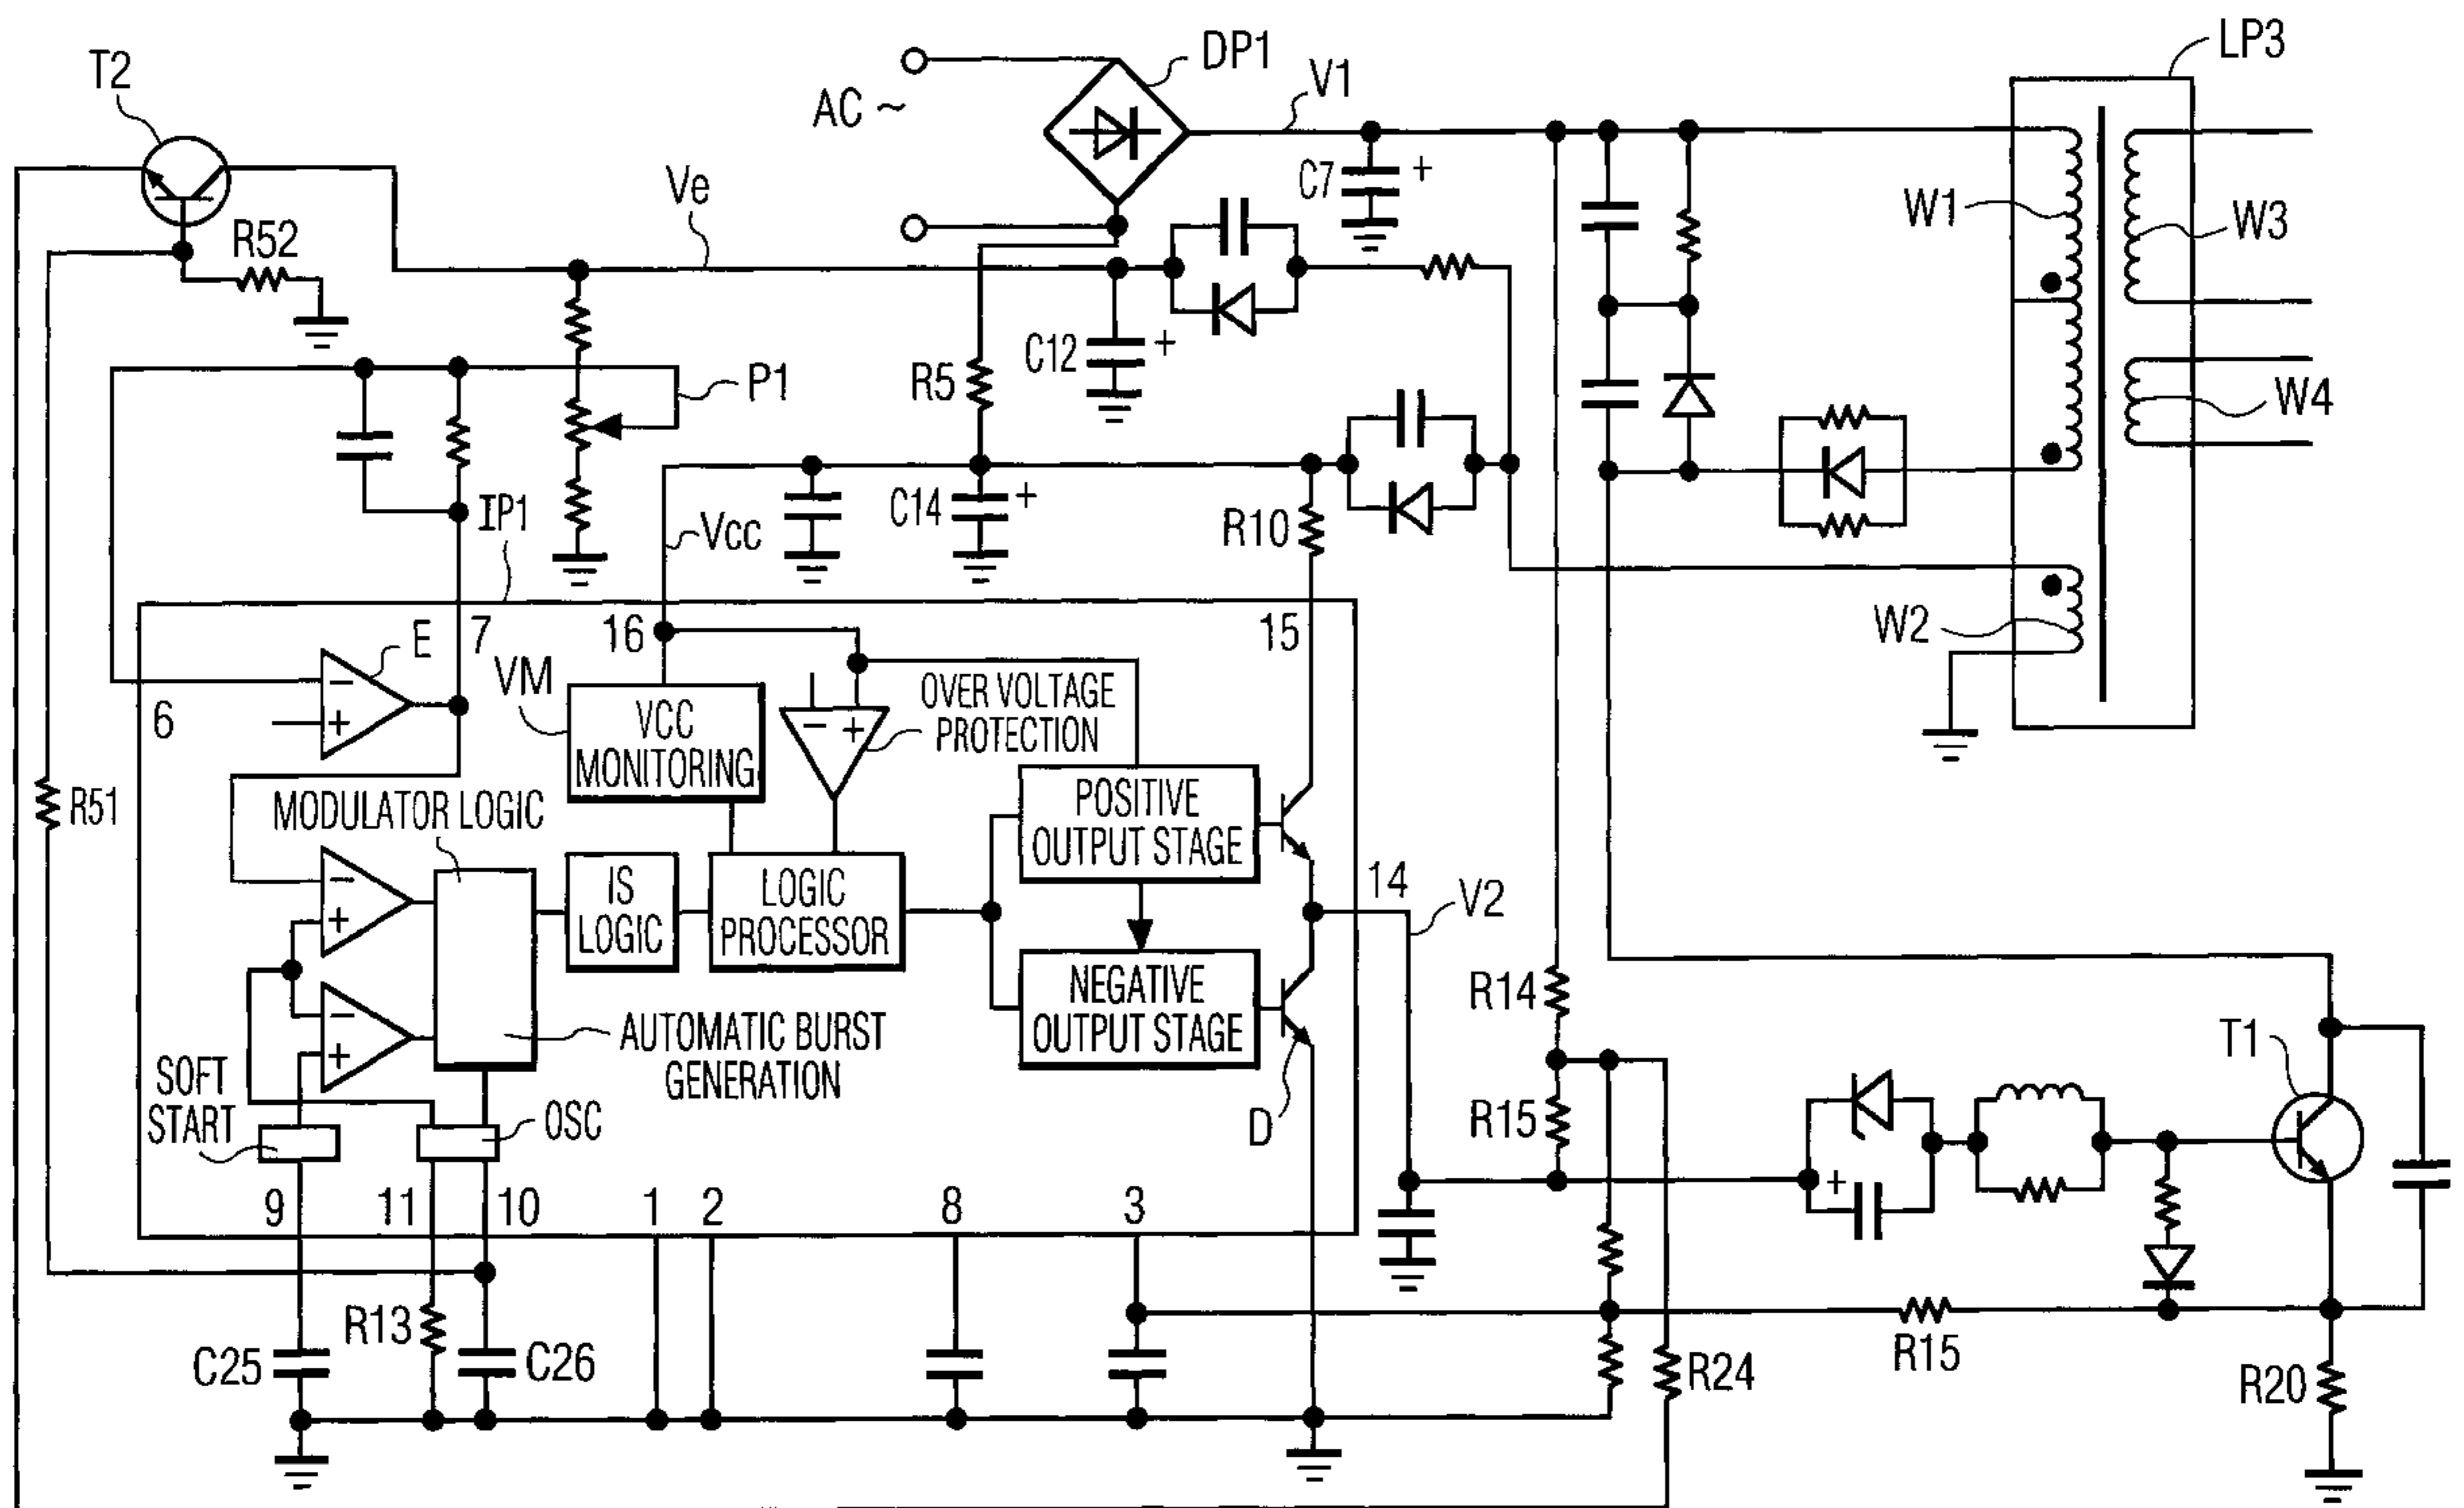 T2
AC ~
DP1
V1
LP3
Ve
R52
C7
+
W1
W3
P1
R5
C12
+
W4
IP1
Vcc
C14
+
R10
W2
6
E
7
16
15
VM
VCC
MONITORING
-
+
-
+
OVER VOLTAGE
PROTECTION
R51
MODULATOR LOGIC
POSITIVE
OUTPUT STAGE
-
+
IS
LOGIC
LOGIC
PROCESSOR
14
V2
NEGATIVE
OUTPUT STAGE
-
+
AUTOMATIC BURST
GENERATION
R14
SOFT
START
OSC
D
R15
T1
+
9
11
10
1
2
8
3
C25
R13
C26
R15
R24
R20